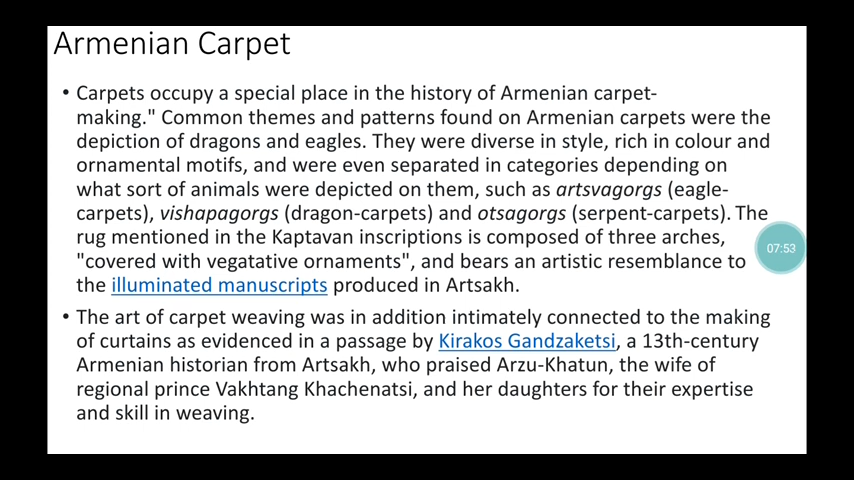 Armenian Carpet
• Carpets occupy a special place in the history of Armenian carpet-
making." Common themes and patterns found on Armenian carpets were the
depiction of dragons and eagles. They were diverse in style, rich in colour and
ornamental motifs, and were even separated in categories depending on
what sort of animals were depicted on them, such as artsvagorgs (eagle-
carpets), vishapagorgs (dragon-carpets) and otsagorgs (serpent-carpets). The
rug mentioned in the Kaptavan inscriptions is composed of three arches,
"covered with vegatative ornaments", and bears an artistic resemblance to
the illuminated manuscripts produced in Artsakh.
• The art of carpet weaving was in addition intimately connected to the making
of curtains as evidenced in a passage by Kirakos Gandzaketsi, a 13th-century
Armenian historian from Artsakh, who praised Arzu-Khatun, the wife of
regional prince Vakhtang Khachenatsi, and her daughters for their expertise
and skill in weaving.
07:53